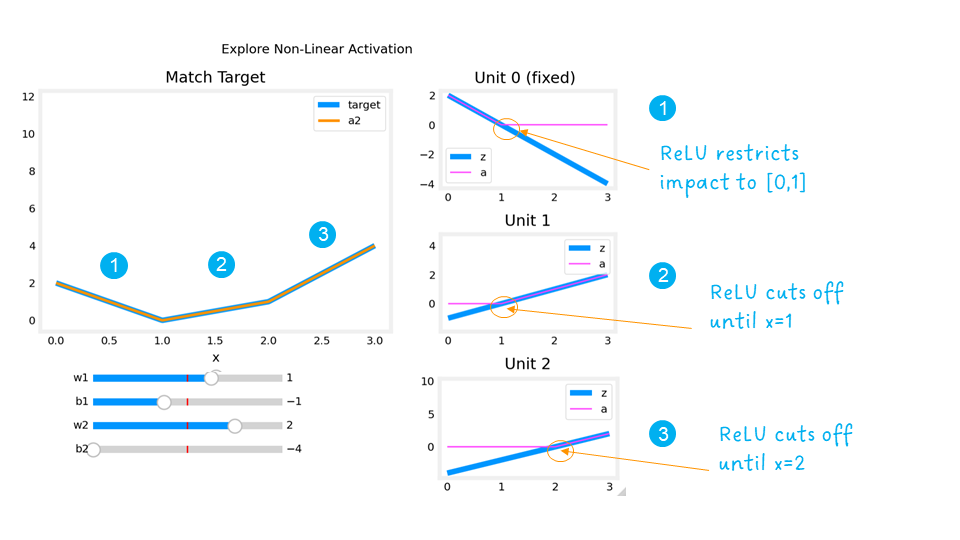 Explore Non-Linear Activation
Match Target
12
10
8
6
4
2
0
target
a2
1
2
3
0.0 0.5 1.0 1.5 2.0 2.5 3.0
x
w1 1
b1 −1
w2 2
b2 −4
Unit 0 (fixed)
2
0
−2
−4
z
a
0 1 2 3
Unit 1
4
2
0
z
a
0 1 2 3
Unit 2
10
5
0
z
a
0 1 2 3
1
ReLU restricts
impact to [0,1]
2
ReLU cuts off
until x=1
3
ReLU cuts off
until x=2